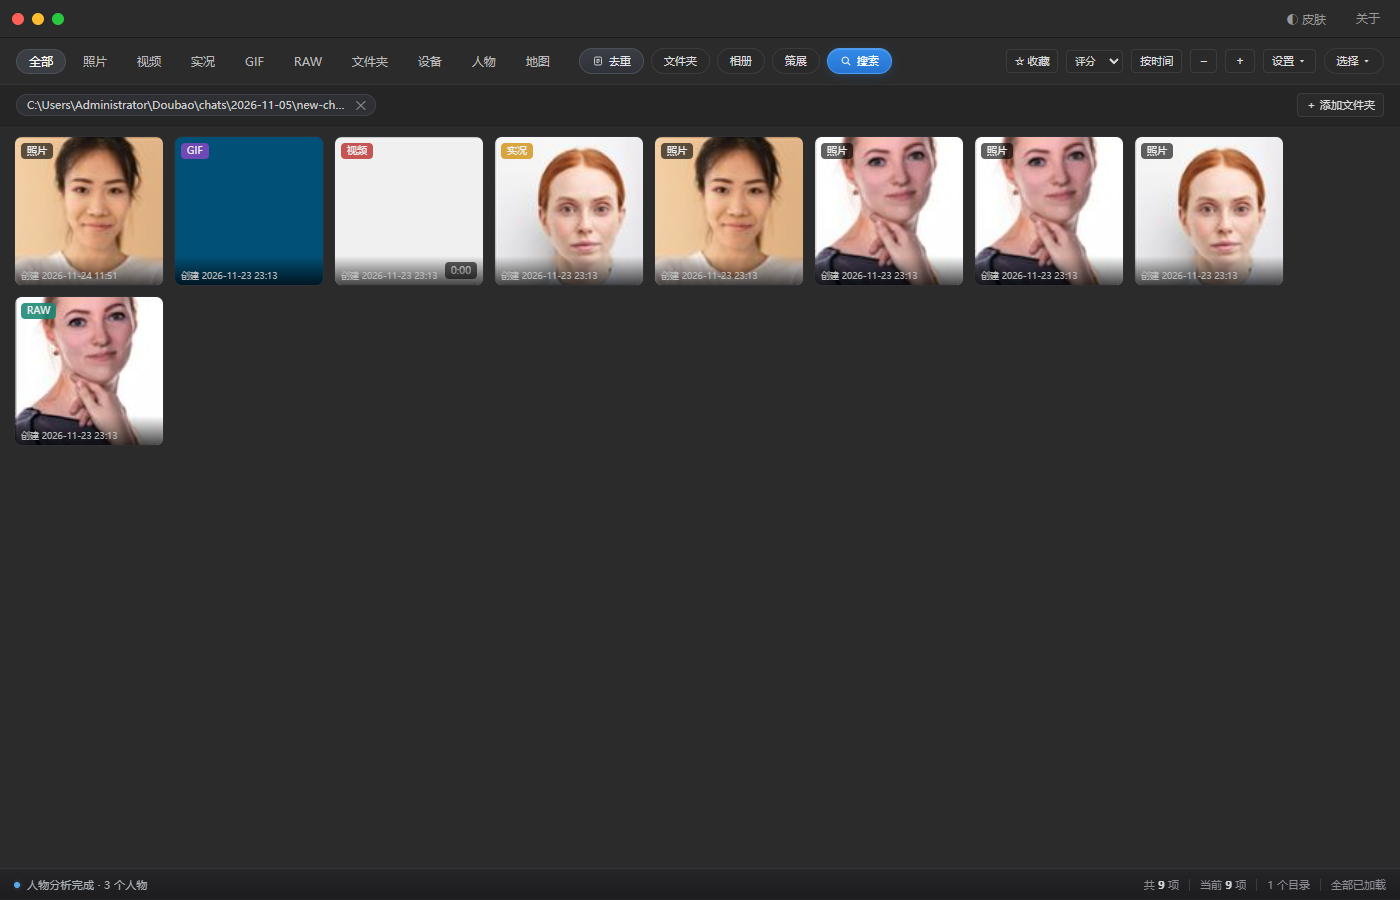 皮肤 关于
全部 照片 视频 实况 GIF RAW 文件夹 设备 人物 地图 去重 文件夹 相册 策展 搜索 ☆ 收藏 评分 按时间 − + 设置 选择
C:\Users\Administrator\Doubao\chats\2026-11-05\new-ch... + 添加文件夹
照片 GIF 视频 实况 照片 照片 照片 照片
创建 2026-11-24 11:51 创建 2026-11-23 23:13 创建 2026-11-23 23:13 0:00 创建 2026-11-23 23:13 创建 2026-11-23 23:13 创建 2026-11-23 23:13 创建 2026-11-23 23:13 创建 2026-11-23 23:13
RAW
创建 2026-11-23 23:13
人物分析完成 · 3 个人物 共 9 项 当前 9 项 1 个目录 全部已加载